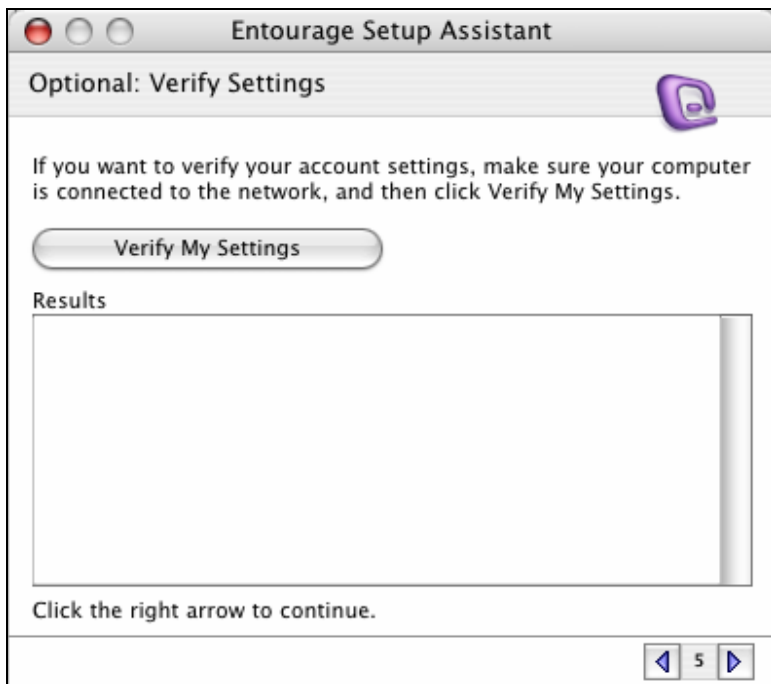 Entourage Setup Assistant
Optional: Verify Settings
If you want to verify your account settings, make sure your computer
is connected to the network, and then click Verify My Settings.
Verify My Settings
Results
Click the right arrow to continue.
5